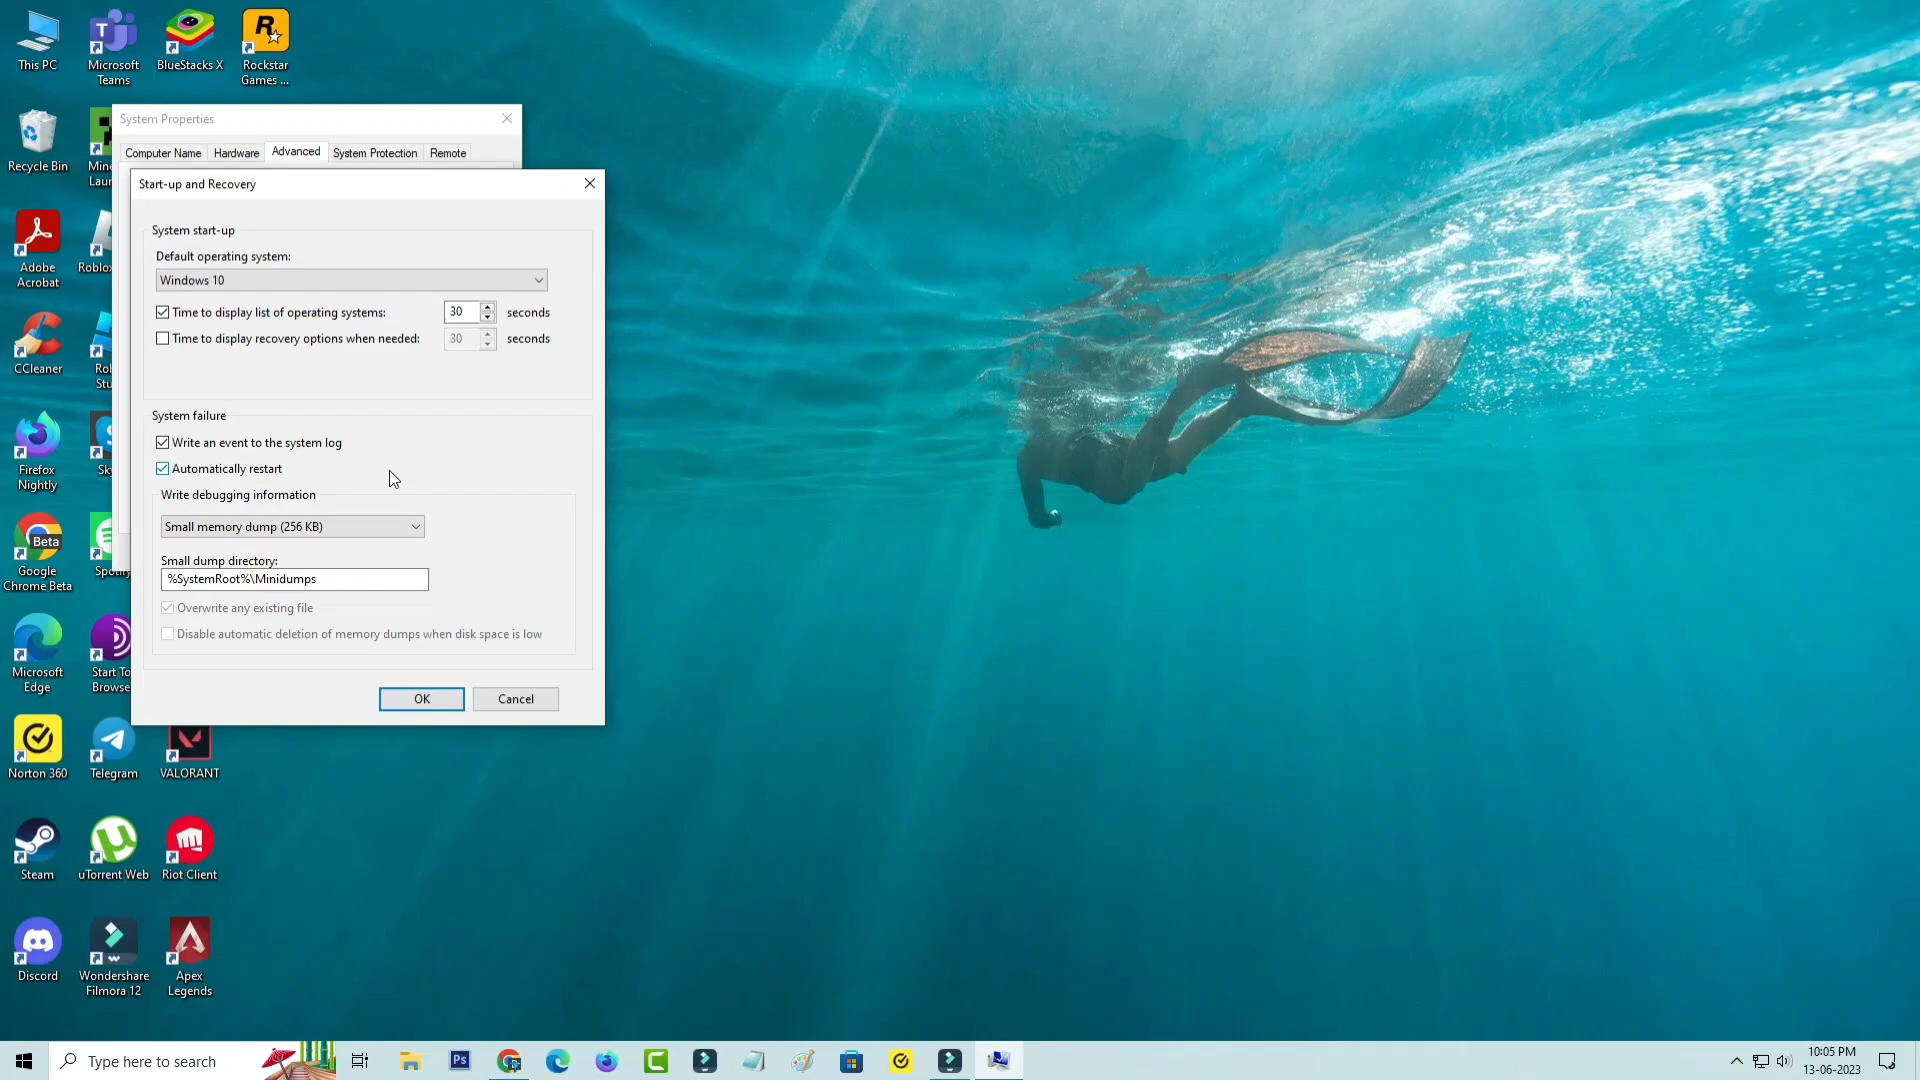 This PC
Microsoft
Teams
BlueStacks X
Rockstar
Games ...
Recycle Bin
Adobe
Acrobat
CCleaner
Firefox
Nightly
Beta
Google
Chrome Beta
Microsoft
Edge
Norton 360
Telegram
VALORANT
Steam
uTorrent Web
Riot Client
Discord
Wondershare
Filmora 12
Apex
Legends
System Properties
Computer Name
Hardware
Advanced
System Protection
Remote
Start-up and Recovery
System start-up
Default operating system:
Windows 10
Time to display list of operating systems: 30 seconds
Time to display recovery options when needed: 30 seconds
System failure
Write an event to the system log
Automatically restart
Write debugging information
Small memory dump (256 KB)
Small dump directory:
%SystemRoot%\Minidumps
Overwrite any existing file
Disable automatic deletion of memory dumps when disk space is low
OK
Cancel
Type here to search
Ps
10:05 PM
13-06-2023